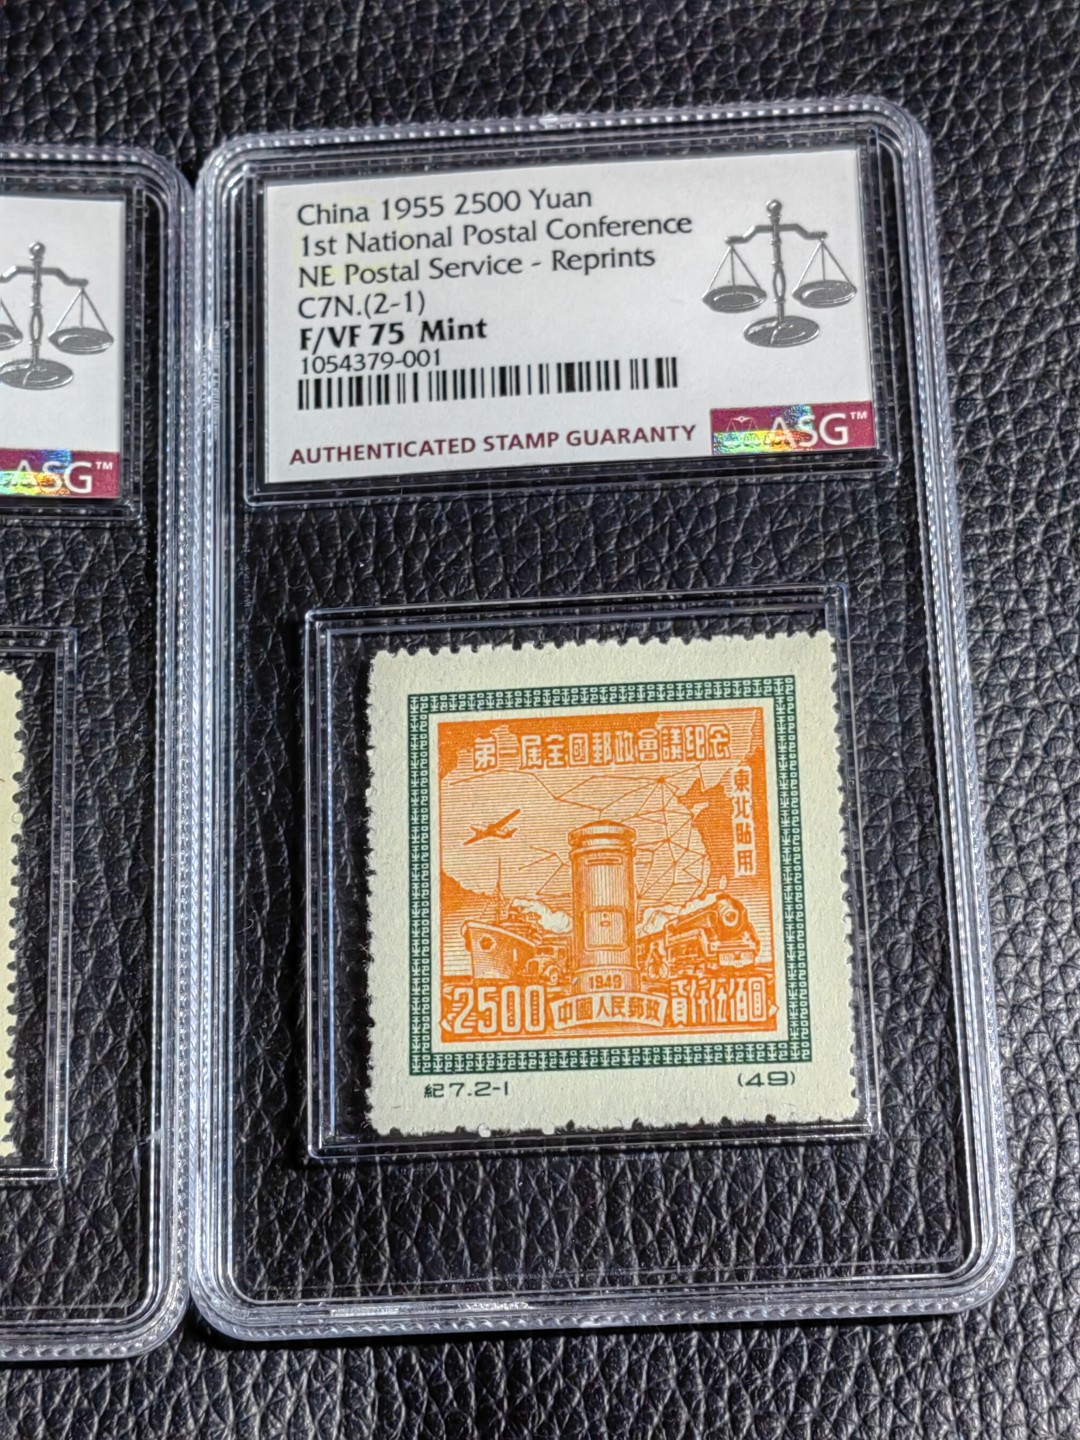 ASG™
China 1955 2500 Yuan
1st National Postal Conference
NE Postal Service - Reprints
C7N.(2-1)
F/VF 75 Mint
1054379-001
AUTHENTICATED STAMP GUARANTY
ASG™
第一屆全國郵政會議紀念
東北貼用
1949
2500
中國人民郵政
貳仟伍佰圓
紀7.2-1
(49)